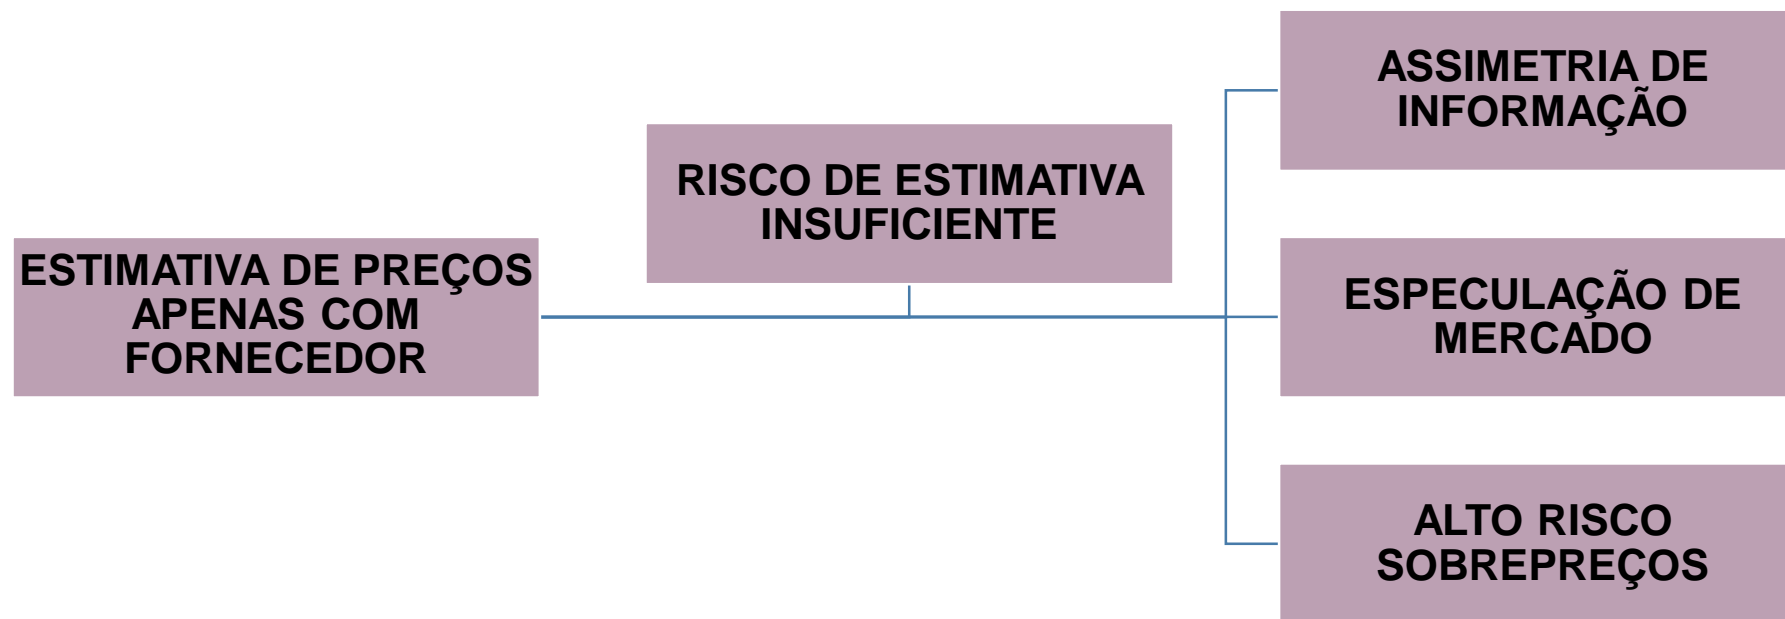 ESTIMATIVA DE PREÇOS
APENAS COM
FORNECEDOR
RISCO DE ESTIMATIVA
INSUFICIENTE
ASSIMETRIA DE
INFORMAÇÃO
ESPECULAÇÃO DE
MERCADO
ALTO RISCO
SOBREPREÇOS